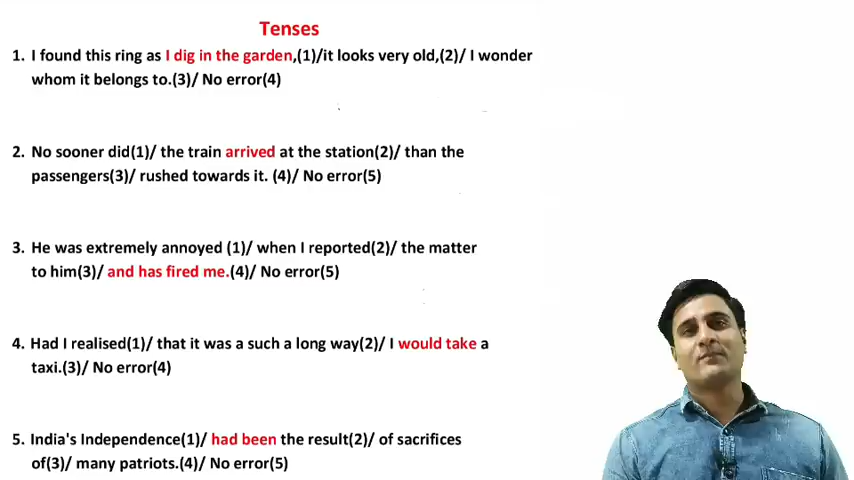 Tenses
1. I found this ring as I dig in the garden,(1)/it looks very old,(2)/ I wonder
whom it belongs to.(3)/ No error(4)
2. No sooner did(1)/ the train arrived at the station(2)/ than the
passengers(3)/ rushed towards it. (4)/ No error(5)
3. He was extremely annoyed (1)/ when I reported(2)/ the matter
to him(3)/ and has fired me.(4)/ No error(5)
4. Had I realised(1)/ that it was a such a long way(2)/ I would take a
taxi.(3)/ No error(4)
5. India's Independence(1)/ had been the result(2)/ of sacrifices
of(3)/ many patriots.(4)/ No error(5)